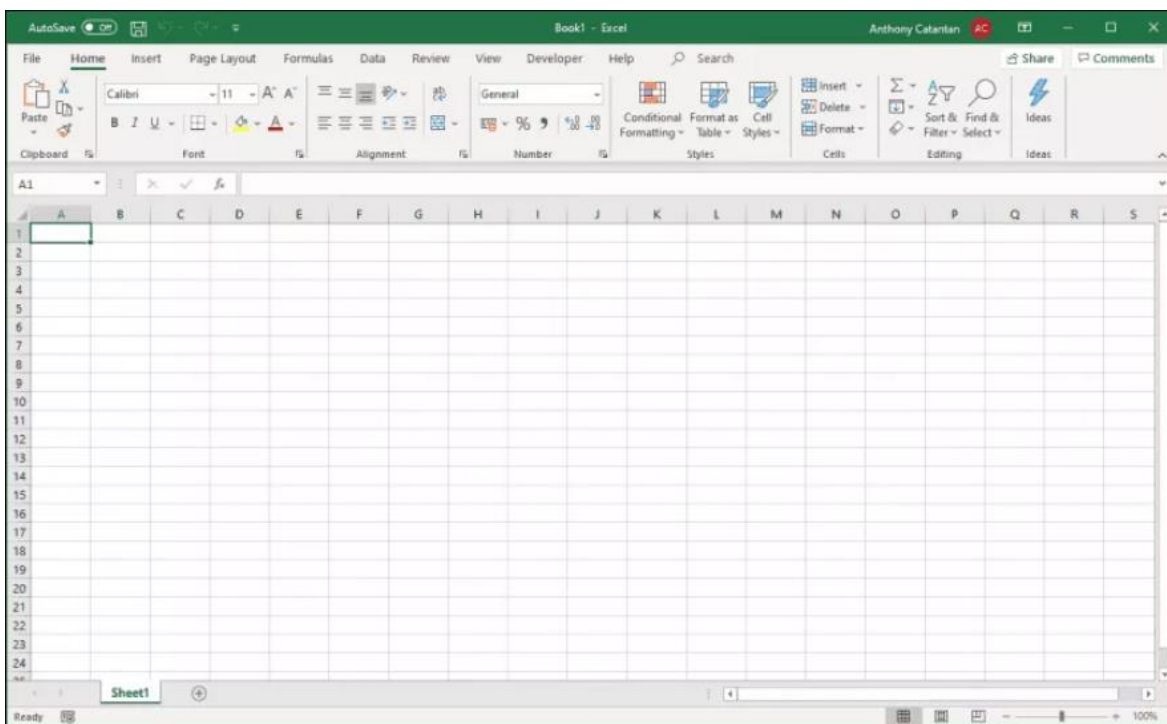 AutoSave Off Book1 - Excel Anthony Catantan AC
File Home Insert Page Layout Formulas Data Review View Developer Help Search Share Comments
Paste Calibri 11 A A General Conditional Formatting Format as Table Cell Styles Insert Delete Format Sort & Filter Find & Select Ideas
B I U A % 9
Clipboard Font Alignment Number Styles Cells Editing Ideas
A1 fx
A B C D E F G H I J K L M N O P Q R S
1
2
3
4
5
6
7
8
9
10
11
12
13
14
15
16
17
18
19
20
21
22
23
24
Sheet1
Ready 100%